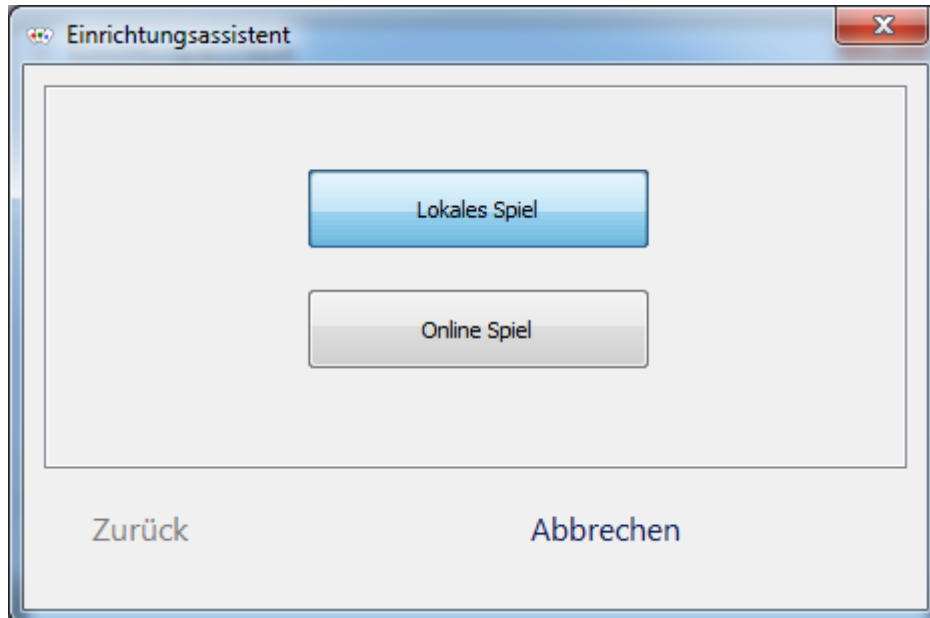 Einrichtungsassistent
Lokales Spiel
Online Spiel
Zurück Abbrechen